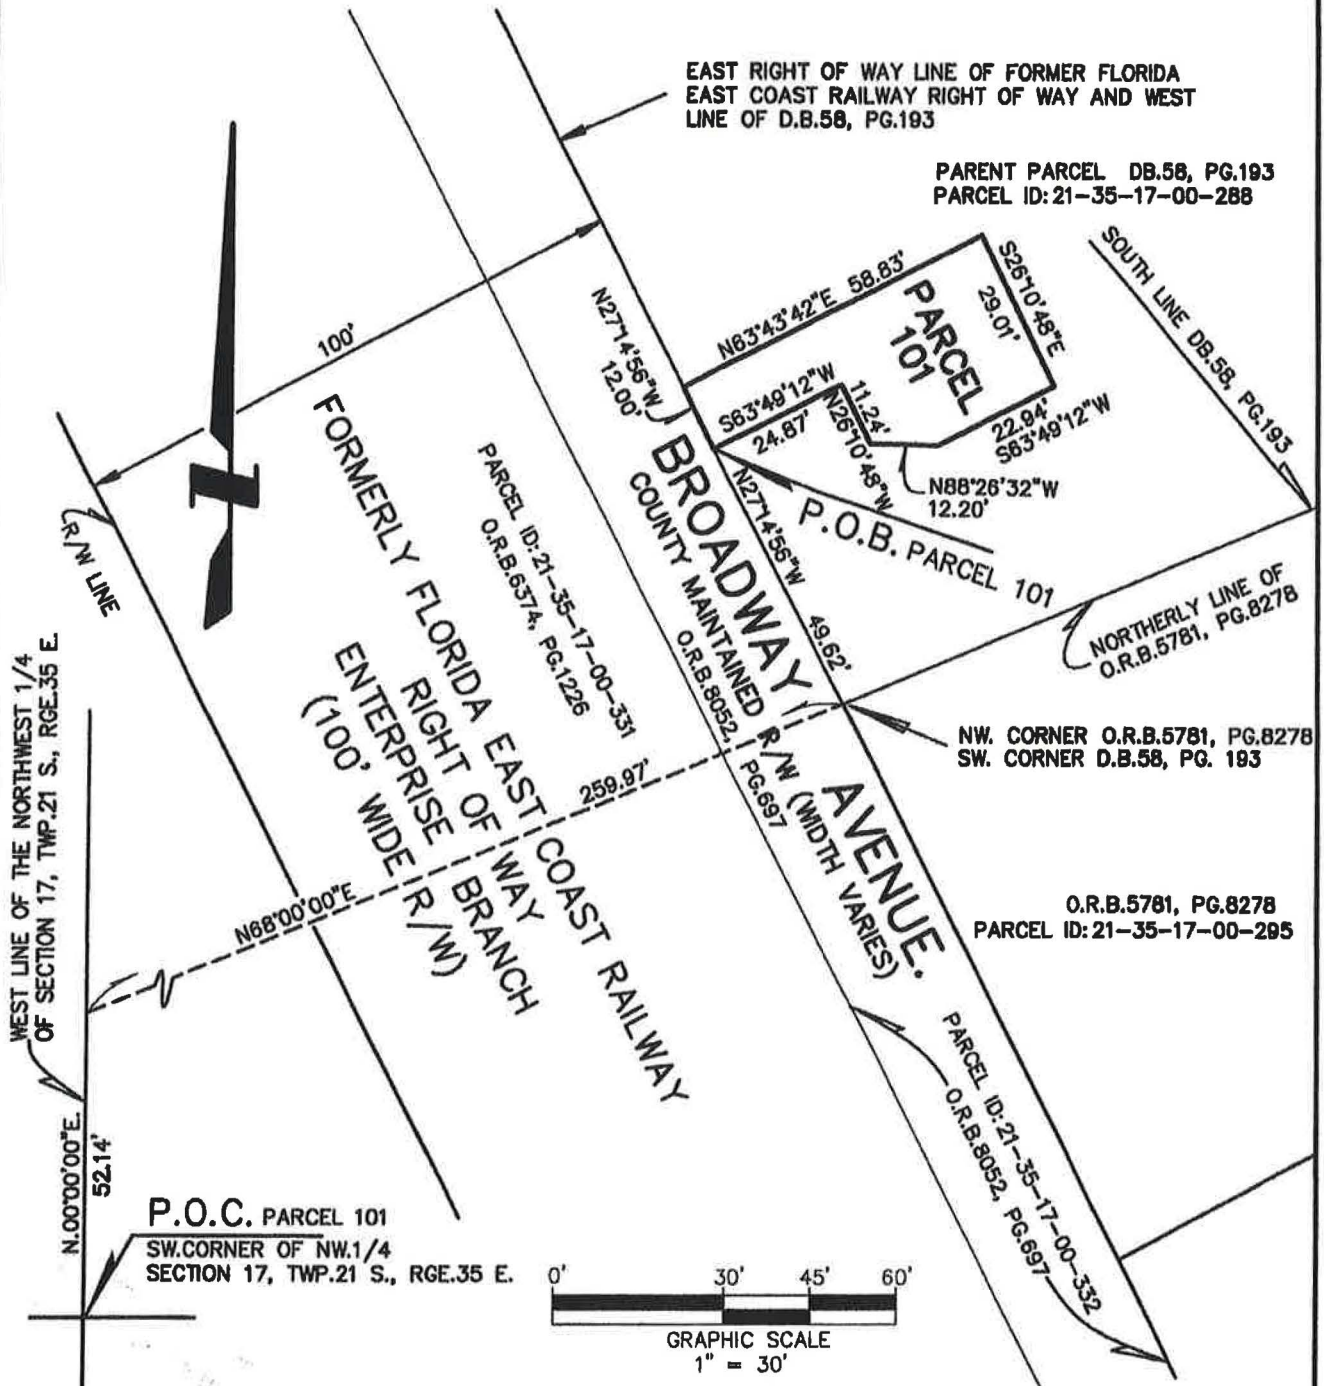 EAST RIGHT OF WAY LINE OF FORMER FLORIDA
EAST COAST RAILWAY RIGHT OF WAY AND WEST
LINE OF D.B.58, PG.193
PARENT PARCEL DB.58, PG.193
PARCEL ID: 21-35-17-00-288
SOUTH LINE DB.58, PG.193
N63°43'42"E 58.83'
S26°10'48"E
29.01'
PARCEL
101
N27°14'56"W
12.00'
100'
S63°49'12"W
24.87'
11.24'
N26°10'48"W
22.94'
S63°49'12"W
N88°26'32"W
12.20'
P.O.B. PARCEL 101
N27°14'56"W 49.62'
BROADWAY AVENUE.
COUNTY MAINTAINED R/W (WIDTH VARIES)
O.R.B.8052, PG.697
PARCEL ID: 21-35-17-00-331
O.R.B.6374, PG.1226
FORMERLY FLORIDA EAST COAST RAILWAY
RIGHT OF WAY
ENTERPRISE BRANCH
(100' WIDE R/W)
R/W LINE
NORTHERLY LINE OF
O.R.B.5781, PG.8278
NW. CORNER O.R.B.5781, PG.8278
SW. CORNER D.B.58, PG. 193
WEST LINE OF THE NORTHWEST 1/4
OF SECTION 17, TWP.21 S., RGE.35 E.
N68°00'00"E
259.97'
O.R.B.5781, PG.8278
PARCEL ID: 21-35-17-00-295
PARCEL ID: 21-35-17-00-332
O.R.B.8052, PG.697
N.00°00'00"E.
52.14'
P.O.C. PARCEL 101
SW.CORNER OF NW.1/4
SECTION 17, TWP.21 S., RGE.35 E.
0' 30' 45' 60'
GRAPHIC SCALE
1" = 30'